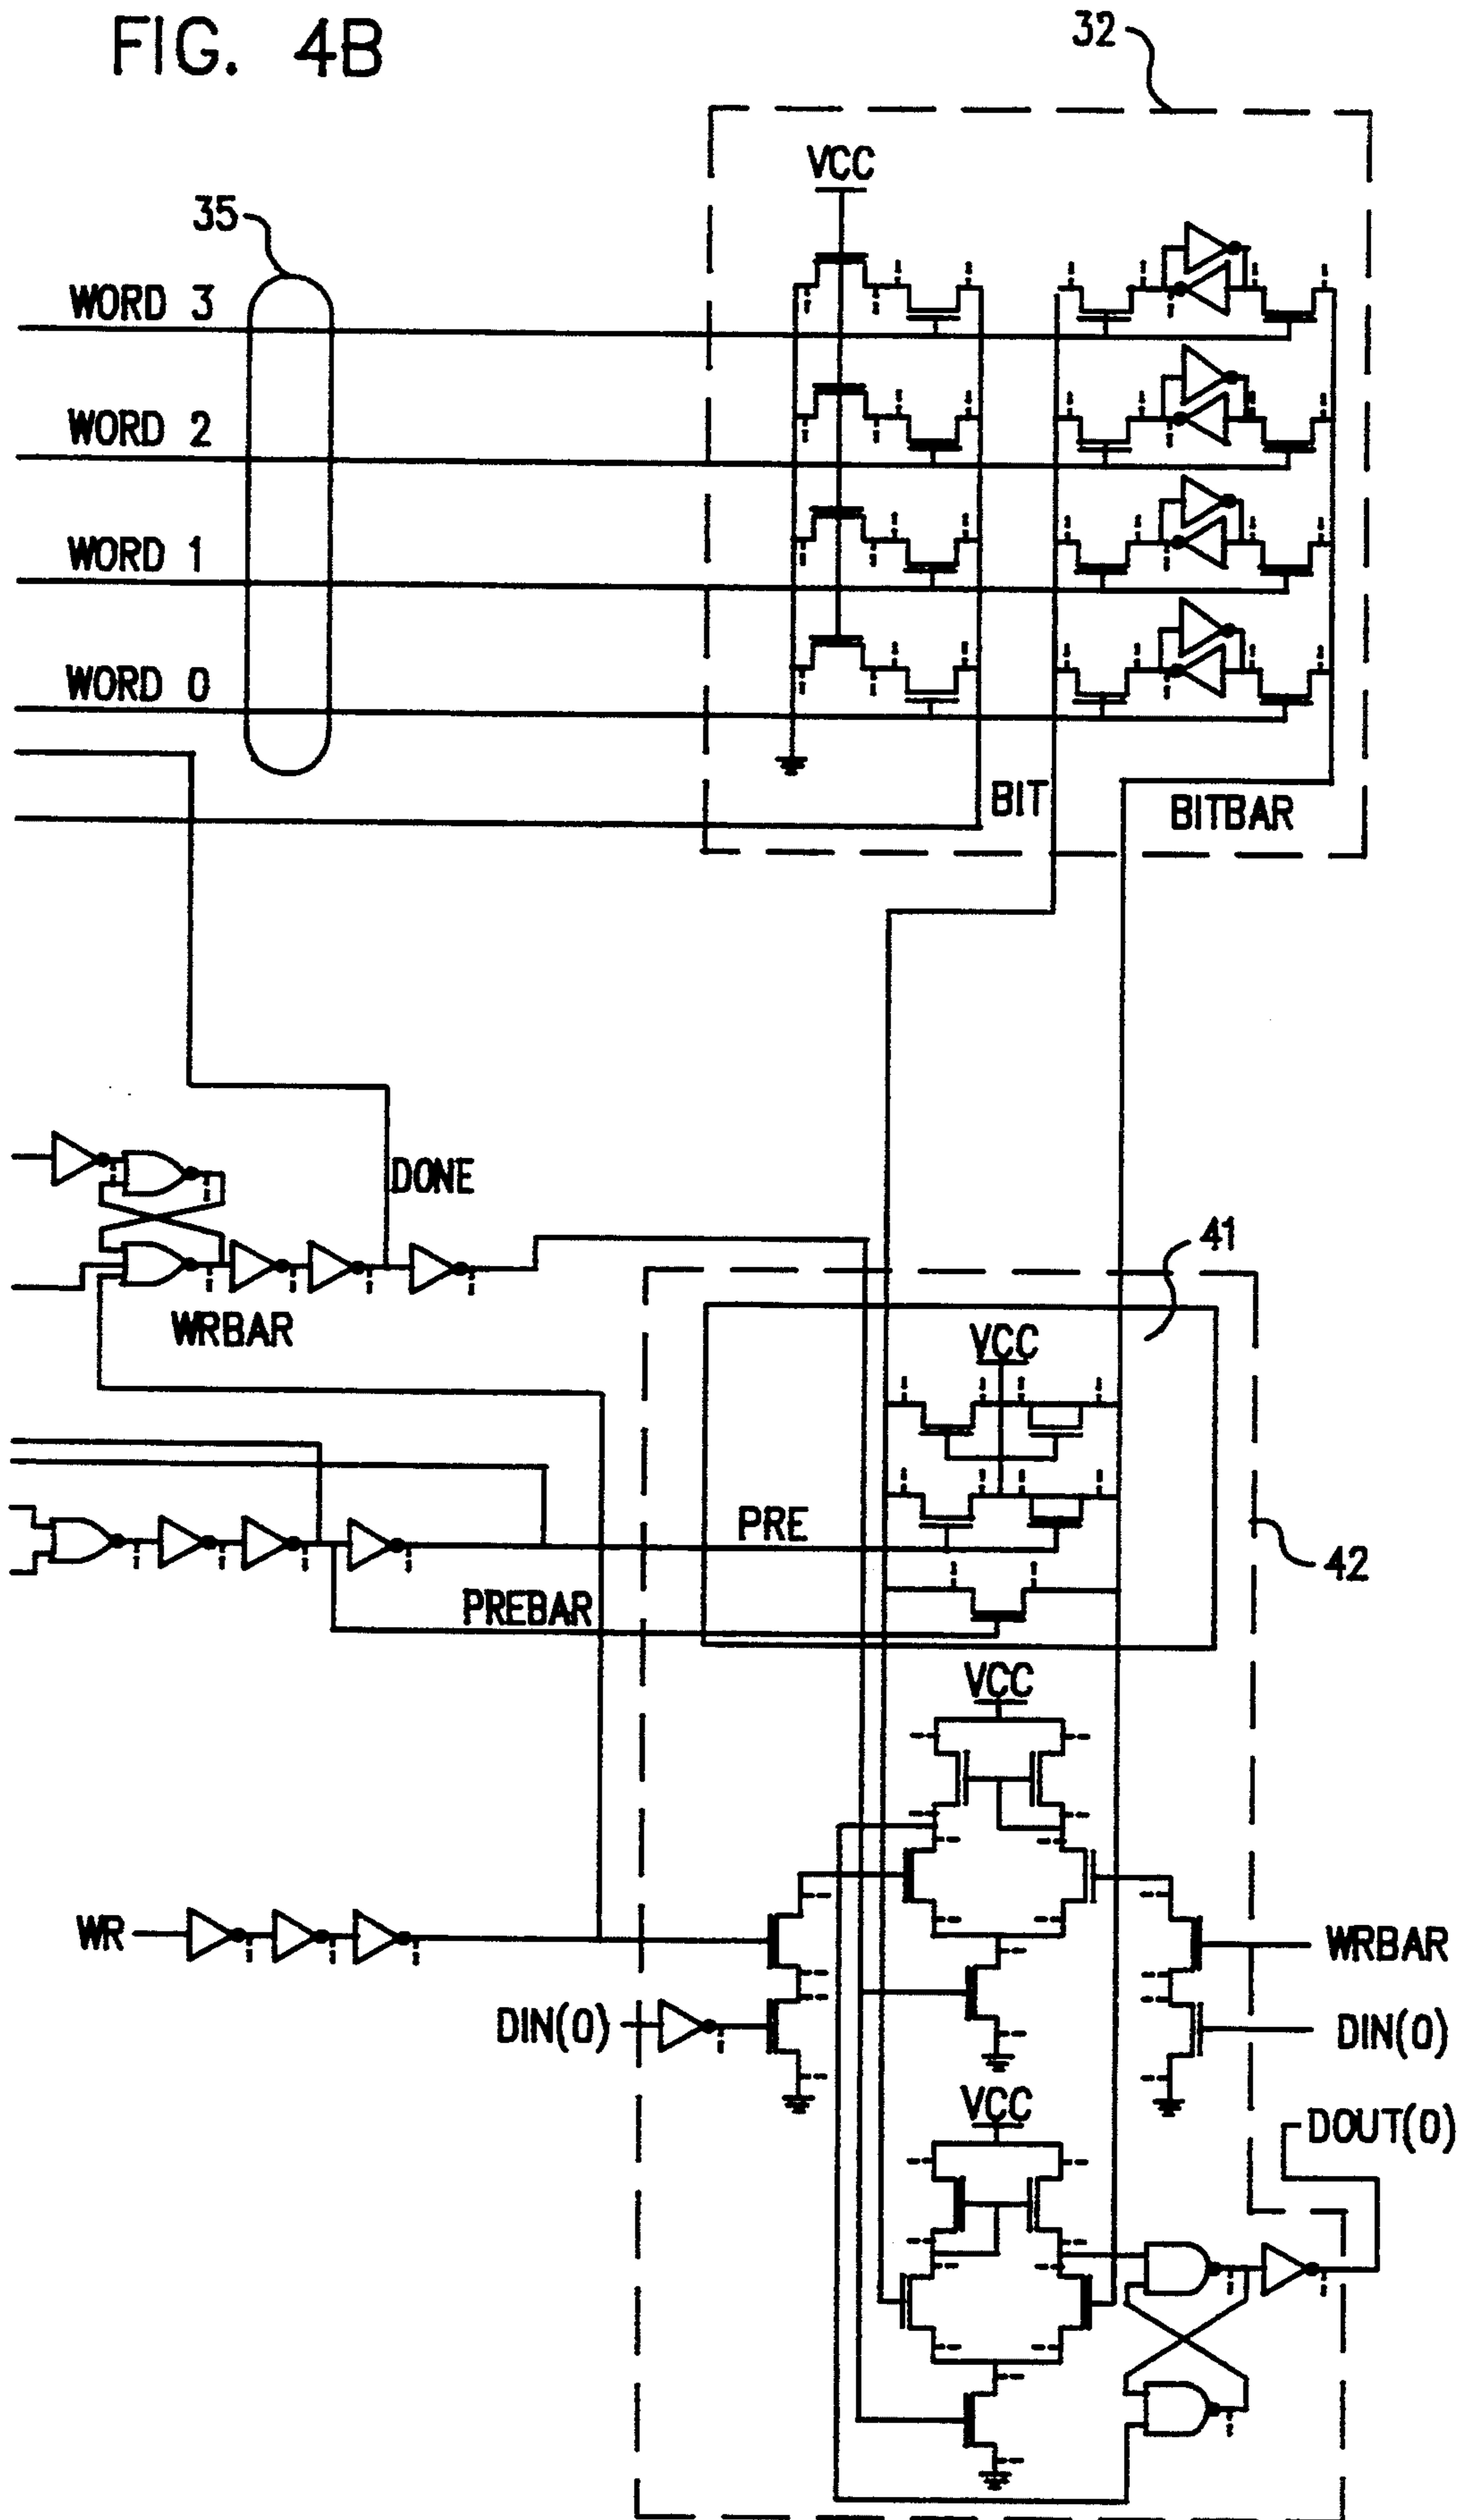 FIG. 4B
32
VCC
35
WORD 3
WORD 2
WORD 1
WORD 0
BIT
BITBAR
DONE
41
WRBAR
VCC
PRE
42
PREBAR
VCC
WR
WRBAR
DIN(0)
DIN(0)
VCC
DOUT(0)